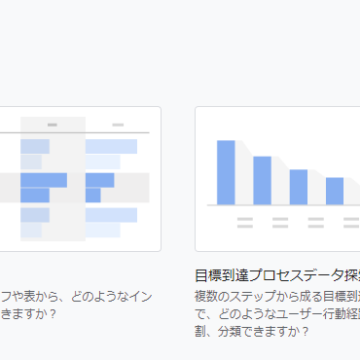 フや表から、どのようなイン
きますか？
目標到達プロセスデータ探
複数のステップから成る目標到
で、どのようなユーザー行動経
割、分類できますか？